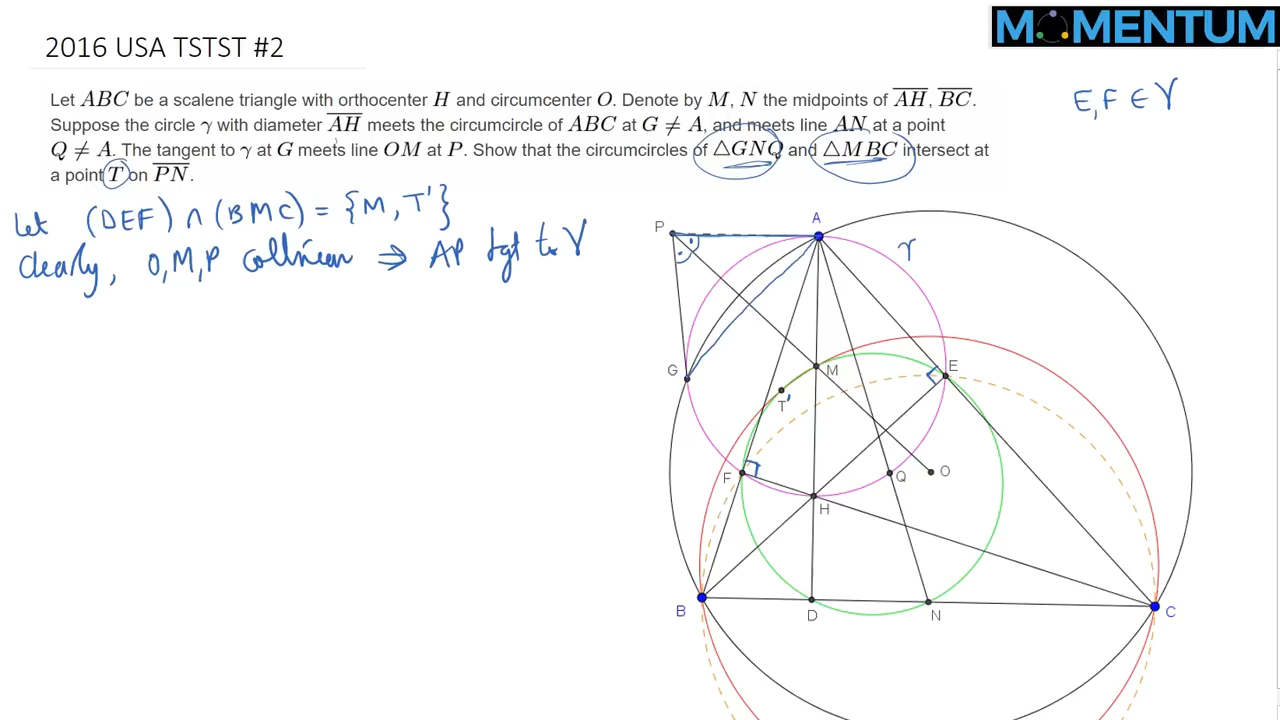 MOMENTUM
2016 USA TSTST #2
Let ABC be a scalene triangle with orthocenter H and circumcenter O. Denote by M, N the midpoints of AH, BC.
Suppose the circle γ with diameter AH meets the circumcircle of ABC at G ≠ A, and meets line AN at a point
Q ≠ A. The tangent to γ at G meets line OM at P. Show that the circumcircles of △GNQ and △MBC intersect at
a point T on PN.
E, F ∈ γ
Let (DEF) ∩ (BMC) = {M, T'}
clearly, O, M, P collinear ⇒ AP tgt to γ
P
A
γ
G
M
E
T'
F
Q
O
H
B
D
N
C